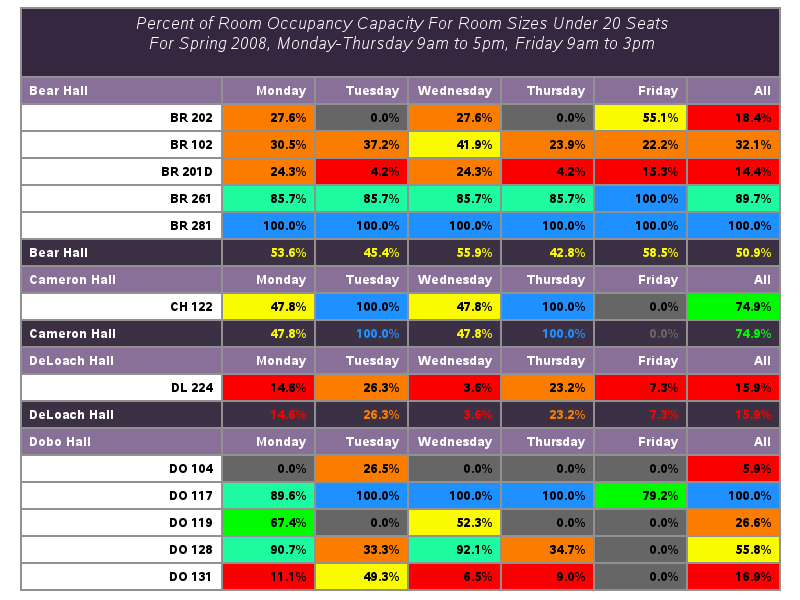 Percent of Room Occupancy Capacity For Room Sizes Under 20 Seats
For Spring 2008, Monday-Thursday 9am to 5pm, Friday 9am to 3pm
Bear Hall Monday Tuesday Wednesday Thursday Friday All
BR 202 27.6% 0.0% 27.6% 0.0% 55.1% 18.4%
BR 102 30.5% 37.2% 41.9% 23.9% 22.2% 32.1%
BR 201D 24.3% 4.2% 24.3% 4.2% 15.3% 14.4%
BR 261 85.7% 85.7% 85.7% 85.7% 100.0% 89.7%
BR 281 100.0% 100.0% 100.0% 100.0% 100.0% 100.0%
Bear Hall 53.6% 45.4% 55.9% 42.8% 58.5% 50.9%
Cameron Hall Monday Tuesday Wednesday Thursday Friday All
CH 122 47.8% 100.0% 47.8% 100.0% 0.0% 74.9%
Cameron Hall 47.8% 100.0% 47.8% 100.0% 0.0% 74.9%
DeLoach Hall Monday Tuesday Wednesday Thursday Friday All
DL 224 14.6% 26.3% 3.6% 23.2% 7.3% 15.9%
DeLoach Hall 14.6% 26.3% 3.6% 23.2% 7.3% 15.9%
Dobo Hall Monday Tuesday Wednesday Thursday Friday All
DO 104 0.0% 26.5% 0.0% 0.0% 0.0% 5.9%
DO 117 89.6% 100.0% 100.0% 100.0% 79.2% 100.0%
DO 119 67.4% 0.0% 52.3% 0.0% 0.0% 26.6%
DO 128 90.7% 33.3% 92.1% 34.7% 0.0% 55.8%
DO 131 11.1% 49.3% 6.5% 9.0% 0.0% 16.9%